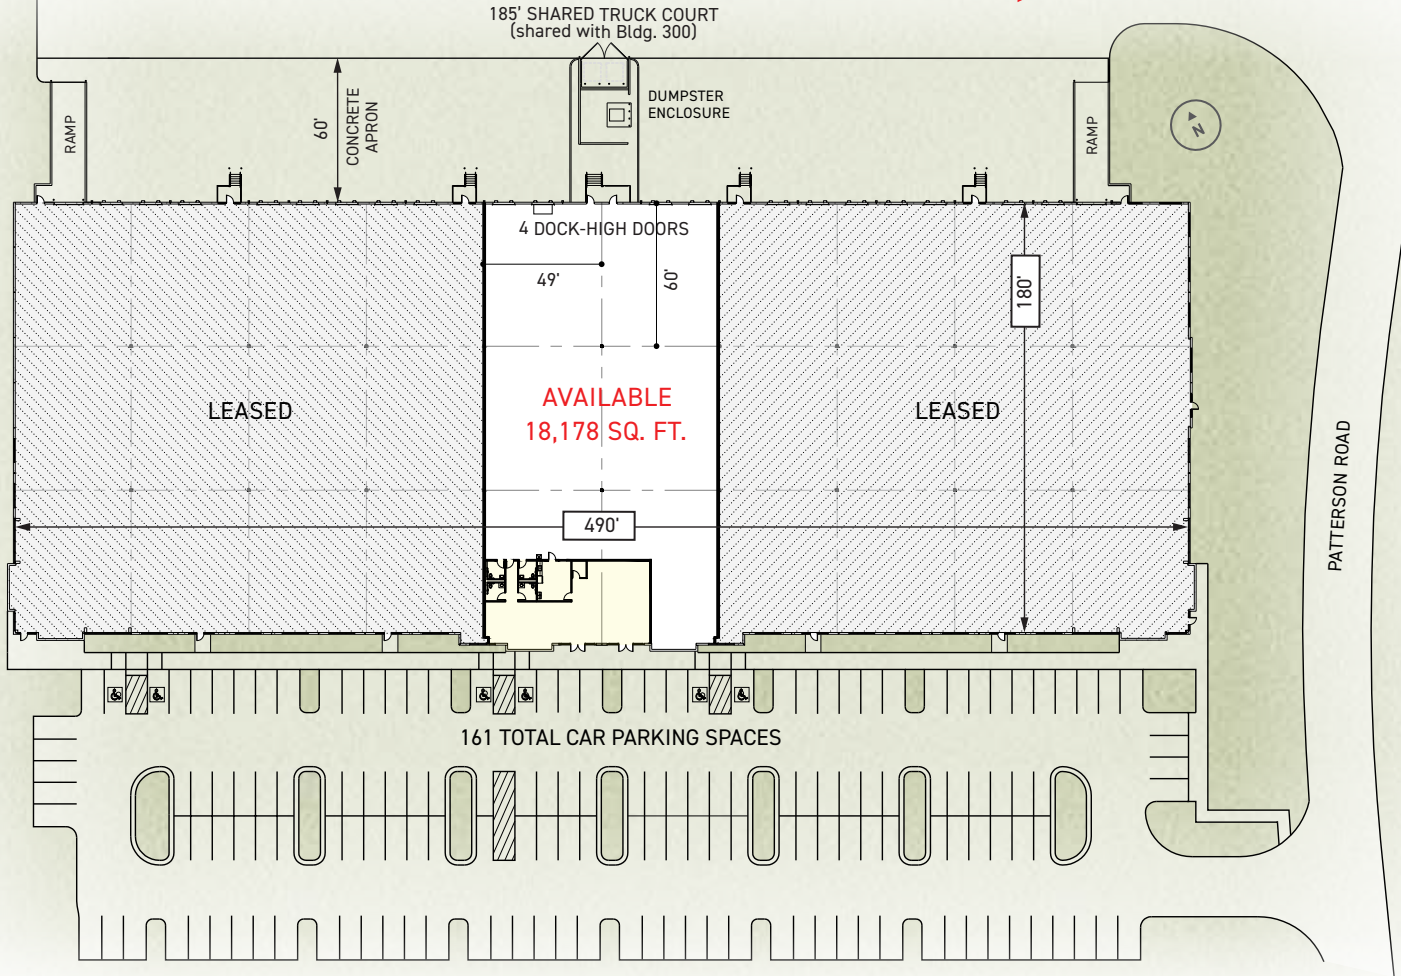 185' SHARED TRUCK COURT
(shared with Bldg. 300)
DUMPSTER
ENCLOSURE
RAMP
60'
CONCRETE
APRON
RAMP
N
4 DOCK-HIGH DOORS
49'
60'
180'
AVAILABLE
18,178 SQ. FT.
LEASED
LEASED
490'
PATTERSON ROAD
161 TOTAL CAR PARKING SPACES